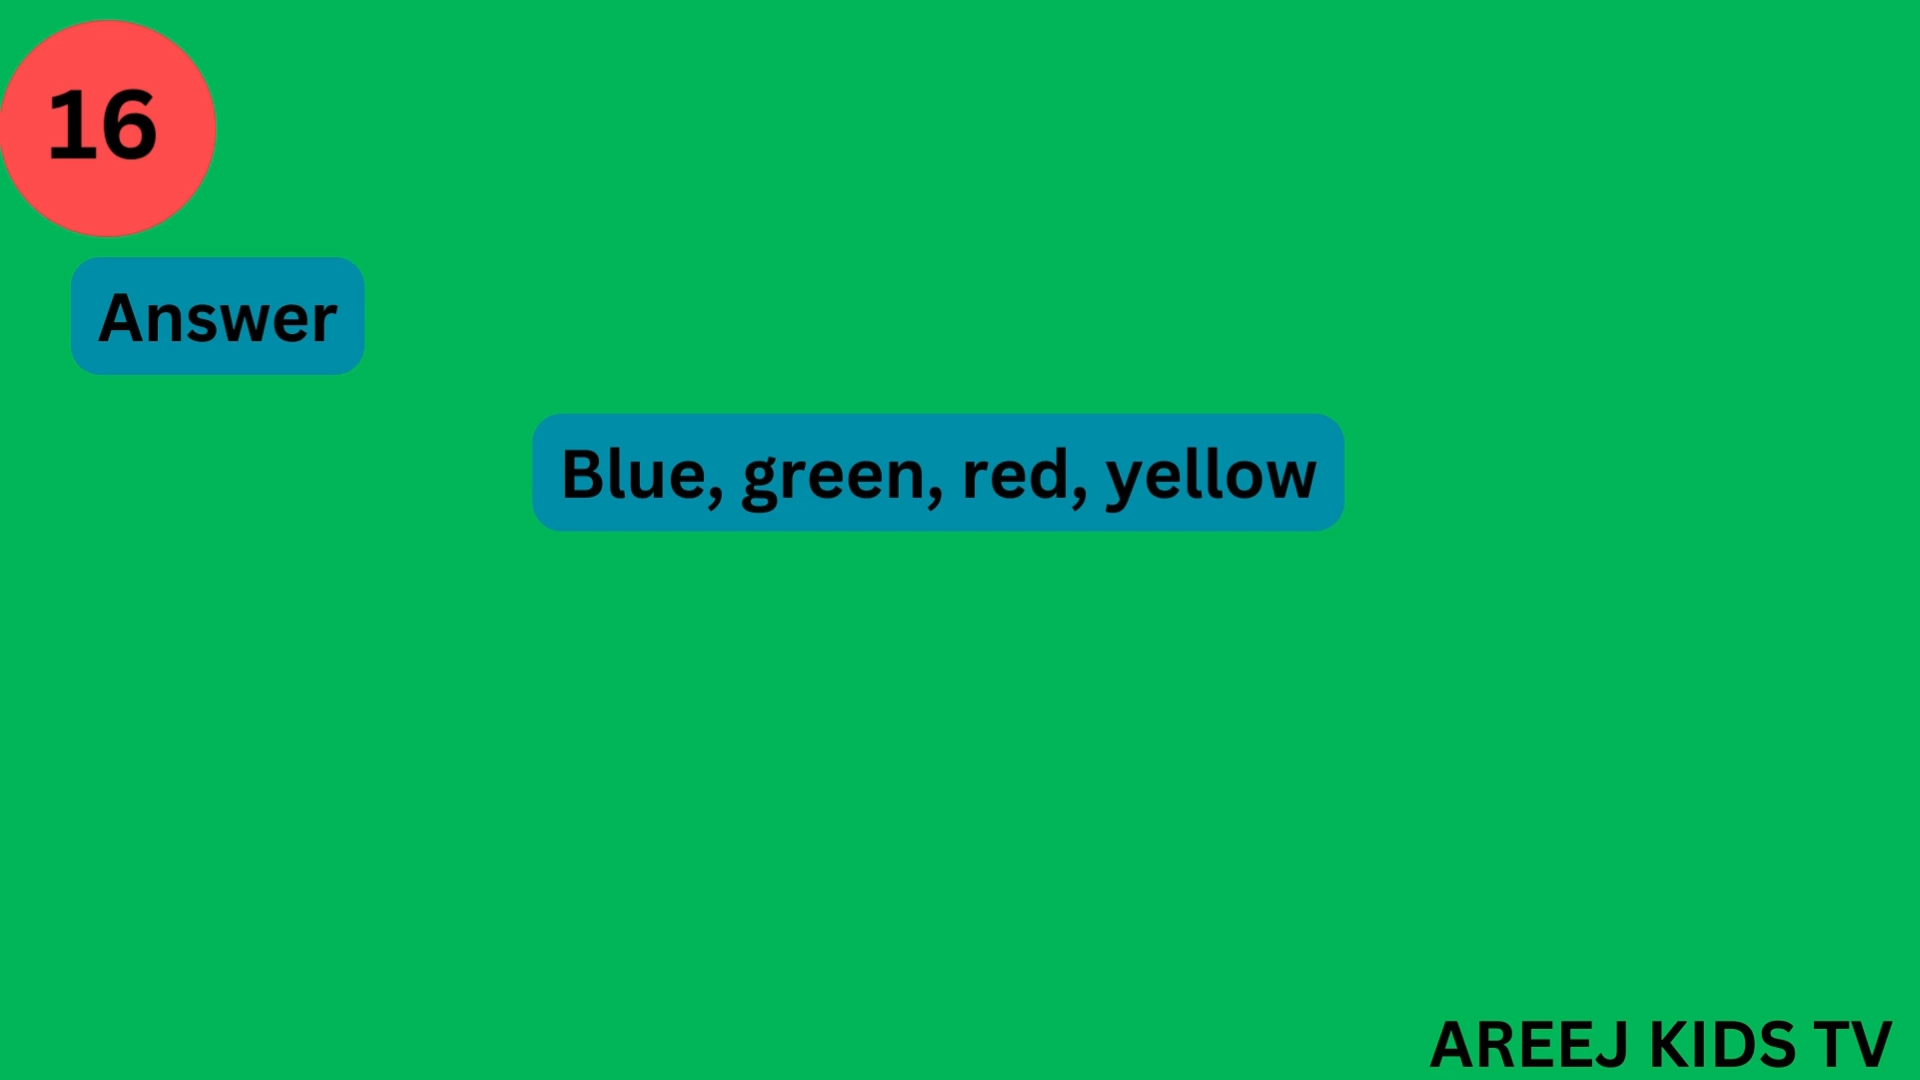 16
Answer
Blue, green, red, yellow
AREEJ KIDS TV